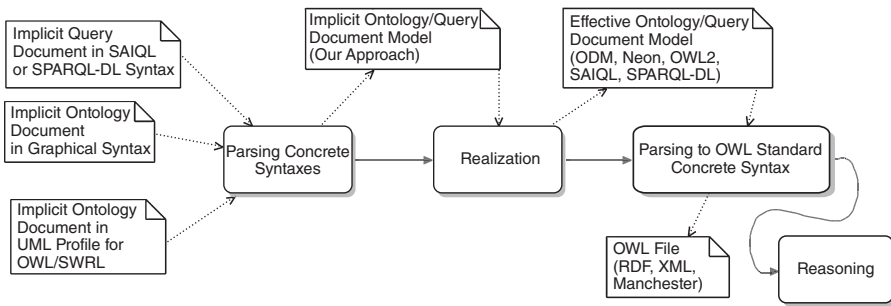 Implicit Query
Document in SAIQL
or SPARQL-DL Syntax
Implicit Ontology/Query
Document Model
(Our Approach)
Effective Ontology/Query
Document Model
(ODM, Neon, OWL2,
SAIQL, SPARQL-DL)
Implicit Ontology
Document
in Graphical Syntax
Parsing Concrete
Syntaxes
Realization
Parsing to OWL Standard
Concrete Syntax
Implicit Ontology
Document in
UML Profile for
OWL/SWRL
OWL File
(RDF, XML,
Manchester)
Reasoning